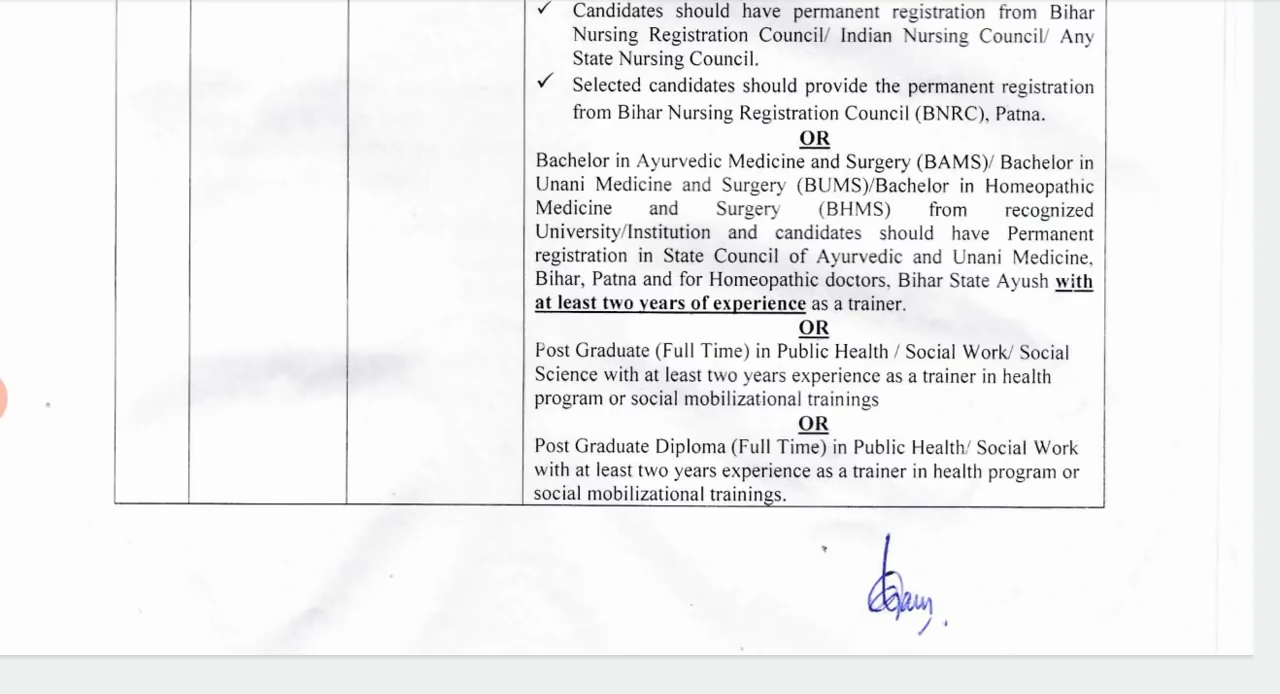 ✓ Candidates should have permanent registration from Bihar
Nursing Registration Council/ Indian Nursing Council/ Any
State Nursing Council.
✓ Selected candidates should provide the permanent registration
from Bihar Nursing Registration Council (BNRC), Patna.
OR
Bachelor in Ayurvedic Medicine and Surgery (BAMS)/ Bachelor in
Unani Medicine and Surgery (BUMS)/Bachelor in Homeopathic
Medicine and Surgery (BHMS) from recognized
University/Institution and candidates should have Permanent
registration in State Council of Ayurvedic and Unani Medicine,
Bihar, Patna and for Homeopathic doctors, Bihar State Ayush with
at least two years of experience as a trainer.
OR
Post Graduate (Full Time) in Public Health / Social Work/ Social
Science with at least two years experience as a trainer in health
program or social mobilizational trainings
OR
Post Graduate Diploma (Full Time) in Public Health/ Social Work
with at least two years experience as a trainer in health program or
social mobilizational trainings.